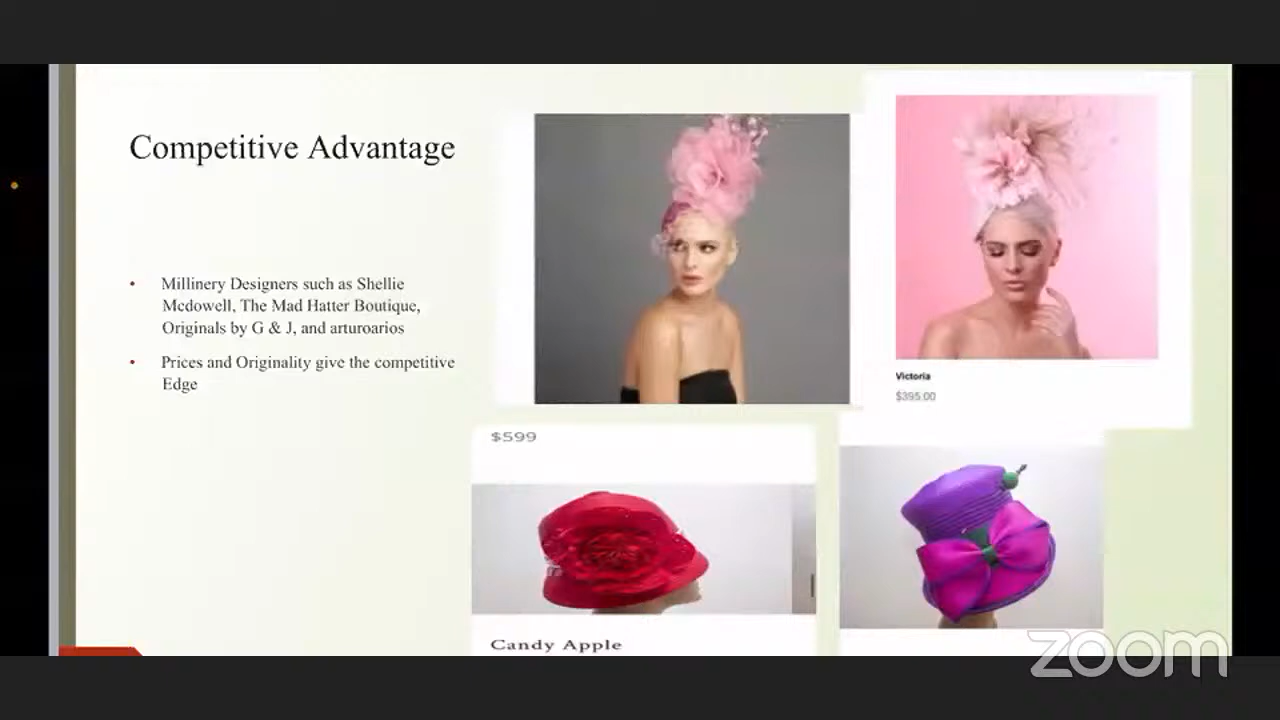 Competitive Advantage
• Millinery Designers such as Shellie
Mcdowell, The Mad Hatter Boutique,
Originals by G & J, and arturoarios
• Prices and Originality give the competitive
Edge
Victoria
$395.00
$599
Candy Apple
zoom